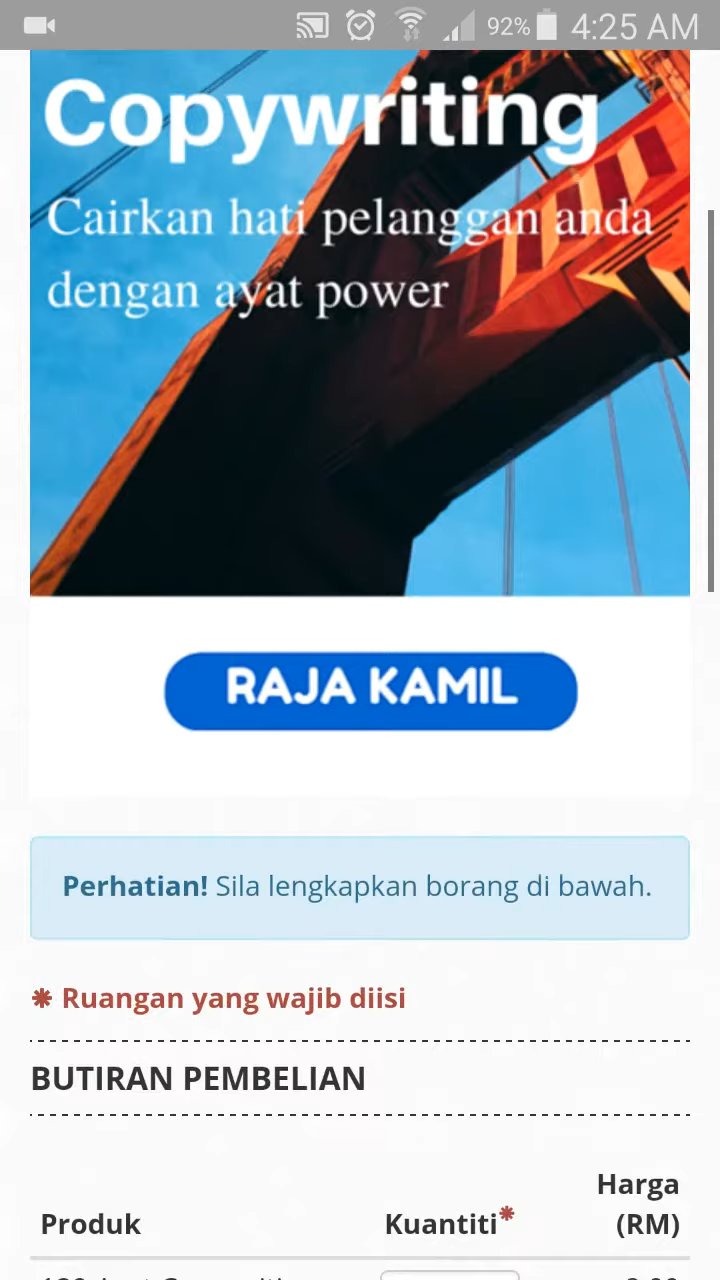 92% 4:25 AM
Copywriting
Cairkan hati pelanggan anda
dengan ayat power
RAJA KAMIL
Perhatian! Sila lengkapkan borang di bawah.
* Ruangan yang wajib diisi
BUTIRAN PEMBELIAN
Harga
Produk Kuantiti* (RM)